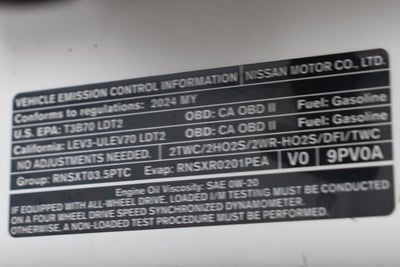 VEHICLE EMISSION CONTROL INFORMATION NISSAN MOTOR CO., LTD.
Conforms to regulations: 2024 MY
U.S. EPA: T3B70 LDT2 OBD: CA OBD II Fuel: Gasoline
California: LEV3-ULEV70 LDT2 OBD: CA OBD II Fuel: Gasoline
NO ADJUSTMENTS NEEDED. 2TWC/2HO2S/2WR-HO2S/DFI/TWC
Group: RNSXT03.5PTC Evap: RNSXR0201PEA V0 9PV0A
Engine Oil Viscosity: SAE 0W-20
IF EQUIPPED WITH ALL-WHEEL DRIVE, LOADED I/M TESTING MUST BE CONDUCTED
ON A FOUR WHEEL DRIVE SPEED SYNCHRONIZED DYNAMOMETER.
OTHERWISE, A NON-LOADED TEST PROCEDURE MUST BE PERFORMED.